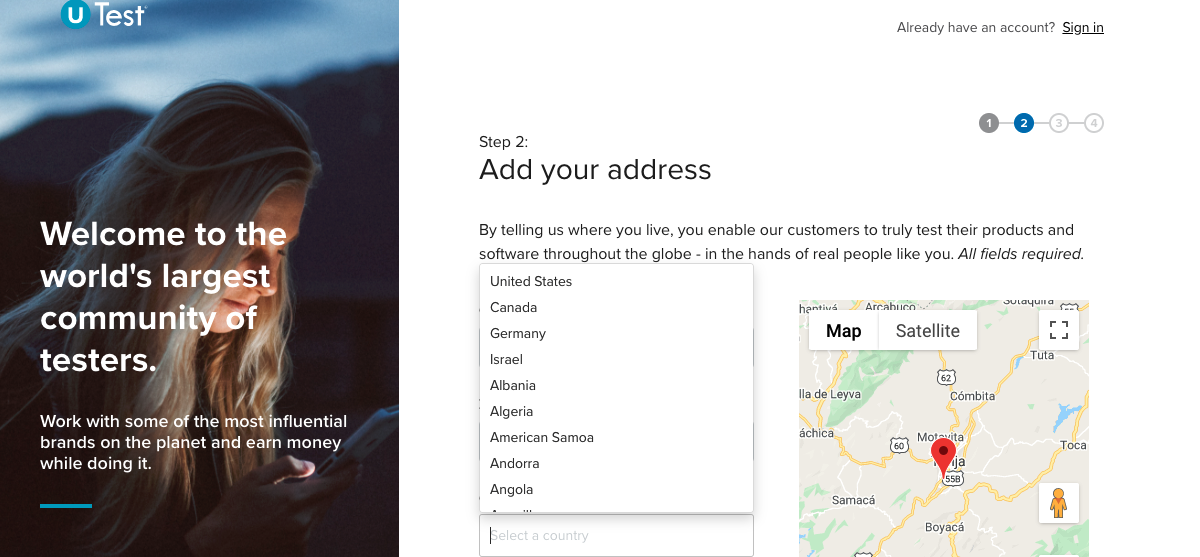 U Test
Already have an account? Sign in
1 2 3 4
Step 2:
Add your address
Welcome to the
world's largest
community of
testers.
Work with some of the most influential
brands on the planet and earn money
while doing it.
By telling us where you live, you enable our customers to truly test their products and
software throughout the globe - in the hands of real people like you. All fields required.
United States
Canada
Germany
Israel
Albania
Algeria
American Samoa
Andorra
Angola
Select a country
Map
Satellite
Arcabuco
Tuta
62
lla de Leyva
Cómbita
áchica
60
Motavita
Toca
55B
Samacá
Boyacá